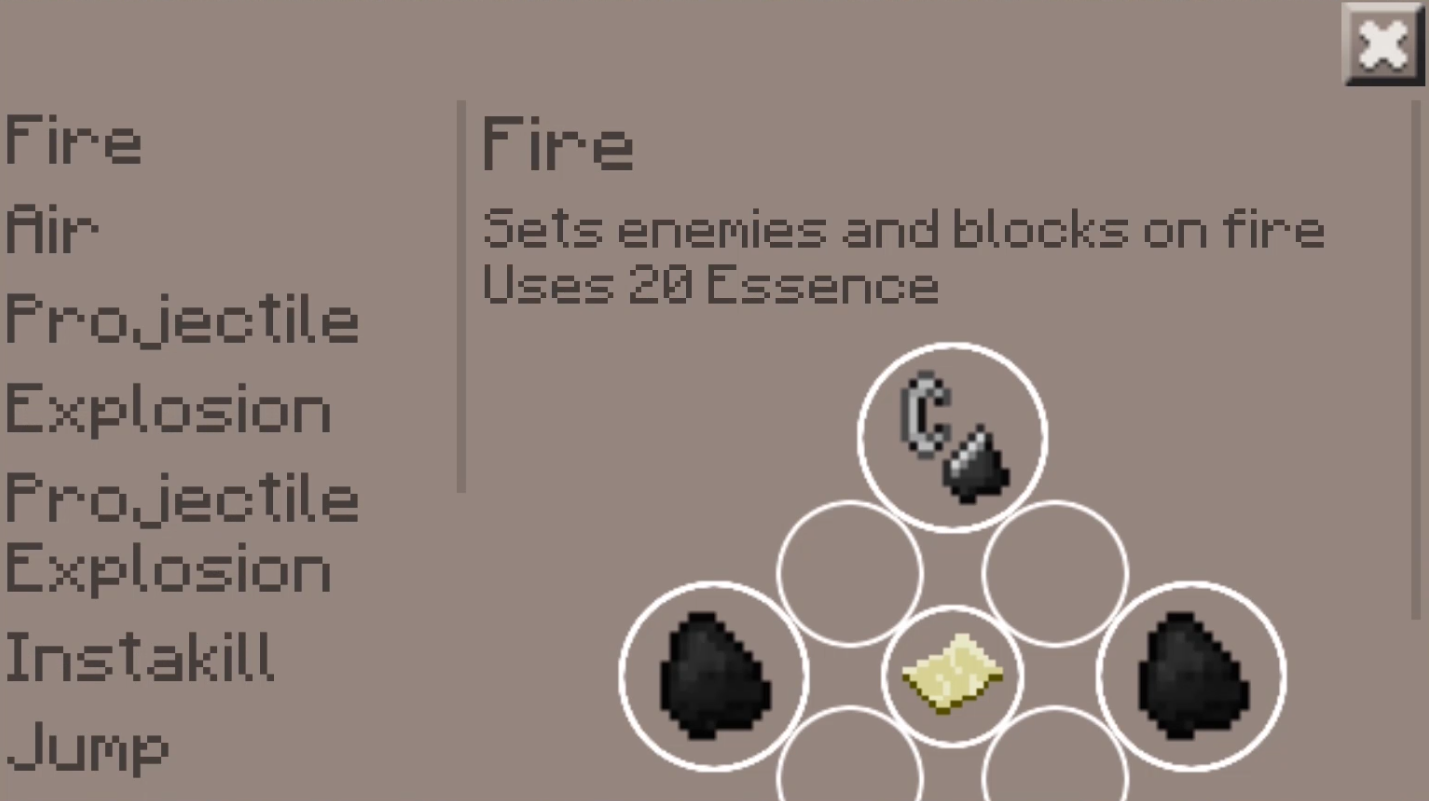 Fire
Air
Projectile
Explosion
Projectile
Explosion
Instakill
Jump
Fire
Sets enemies and blocks on fire
Uses 20 Essence